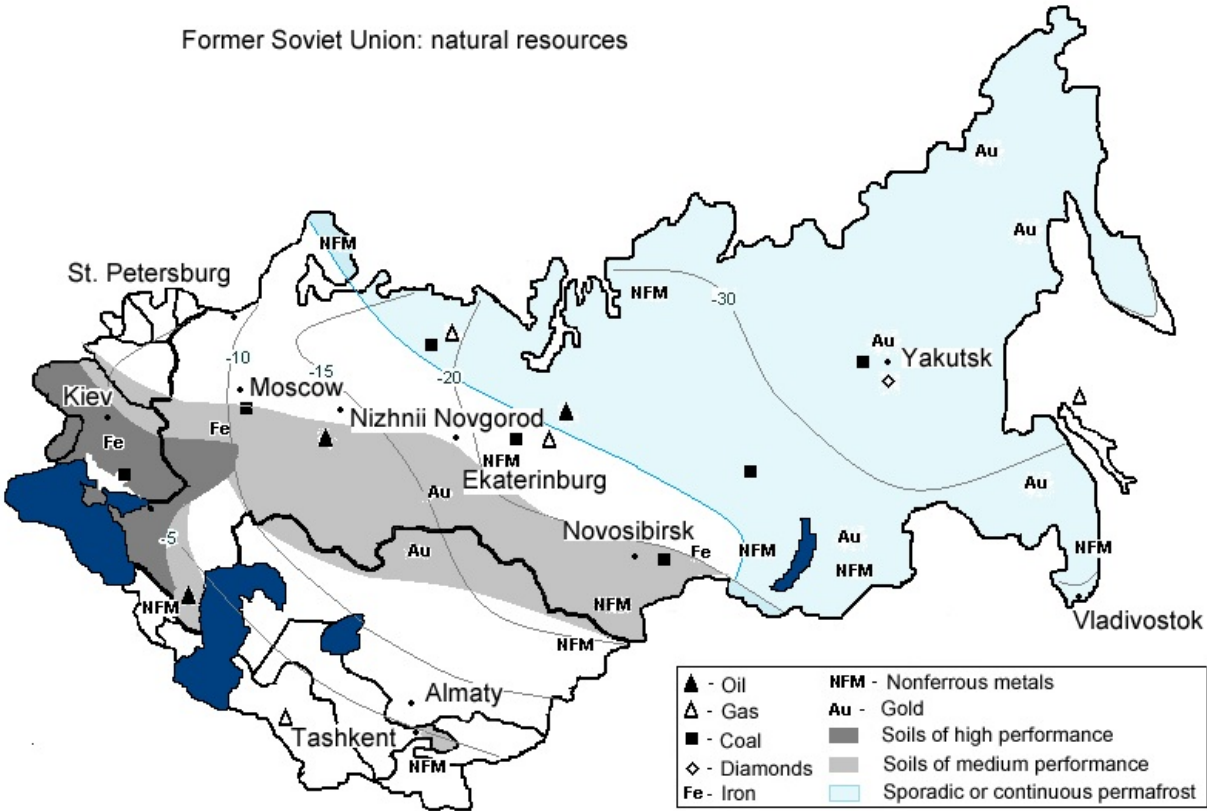 Former Soviet Union: natural resources
Au
Au
NFM
St. Petersburg
NFM
-30
Au
Yakutsk
-10
-15
Moscow
-20
Kiev
Nizhnii Novgorod
Fe
Fe
NFM
Ekaterinburg
Au
Au
Novosibirsk
-5
Au
Fe
NFM
Au
NFM
NFM
NFM
NFM
NFM
Vladivostok
Almaty
Tashkent
NFM
- Oil
- Gas
- Coal
- Diamonds
Fe - Iron
NFM - Nonferrous metals
Au - Gold
Soils of high performance
Soils of medium performance
Sporadic or continuous permafrost